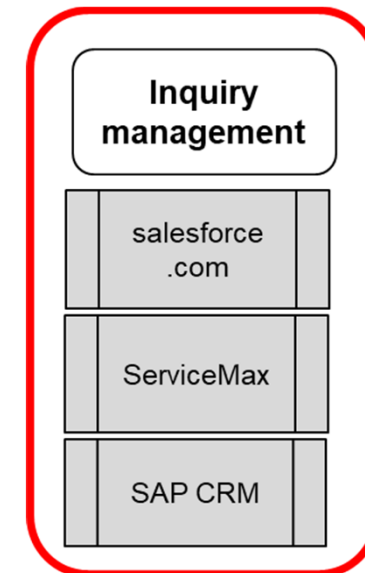 Inquiry
management
salesforce
.com
ServiceMax
SAP CRM